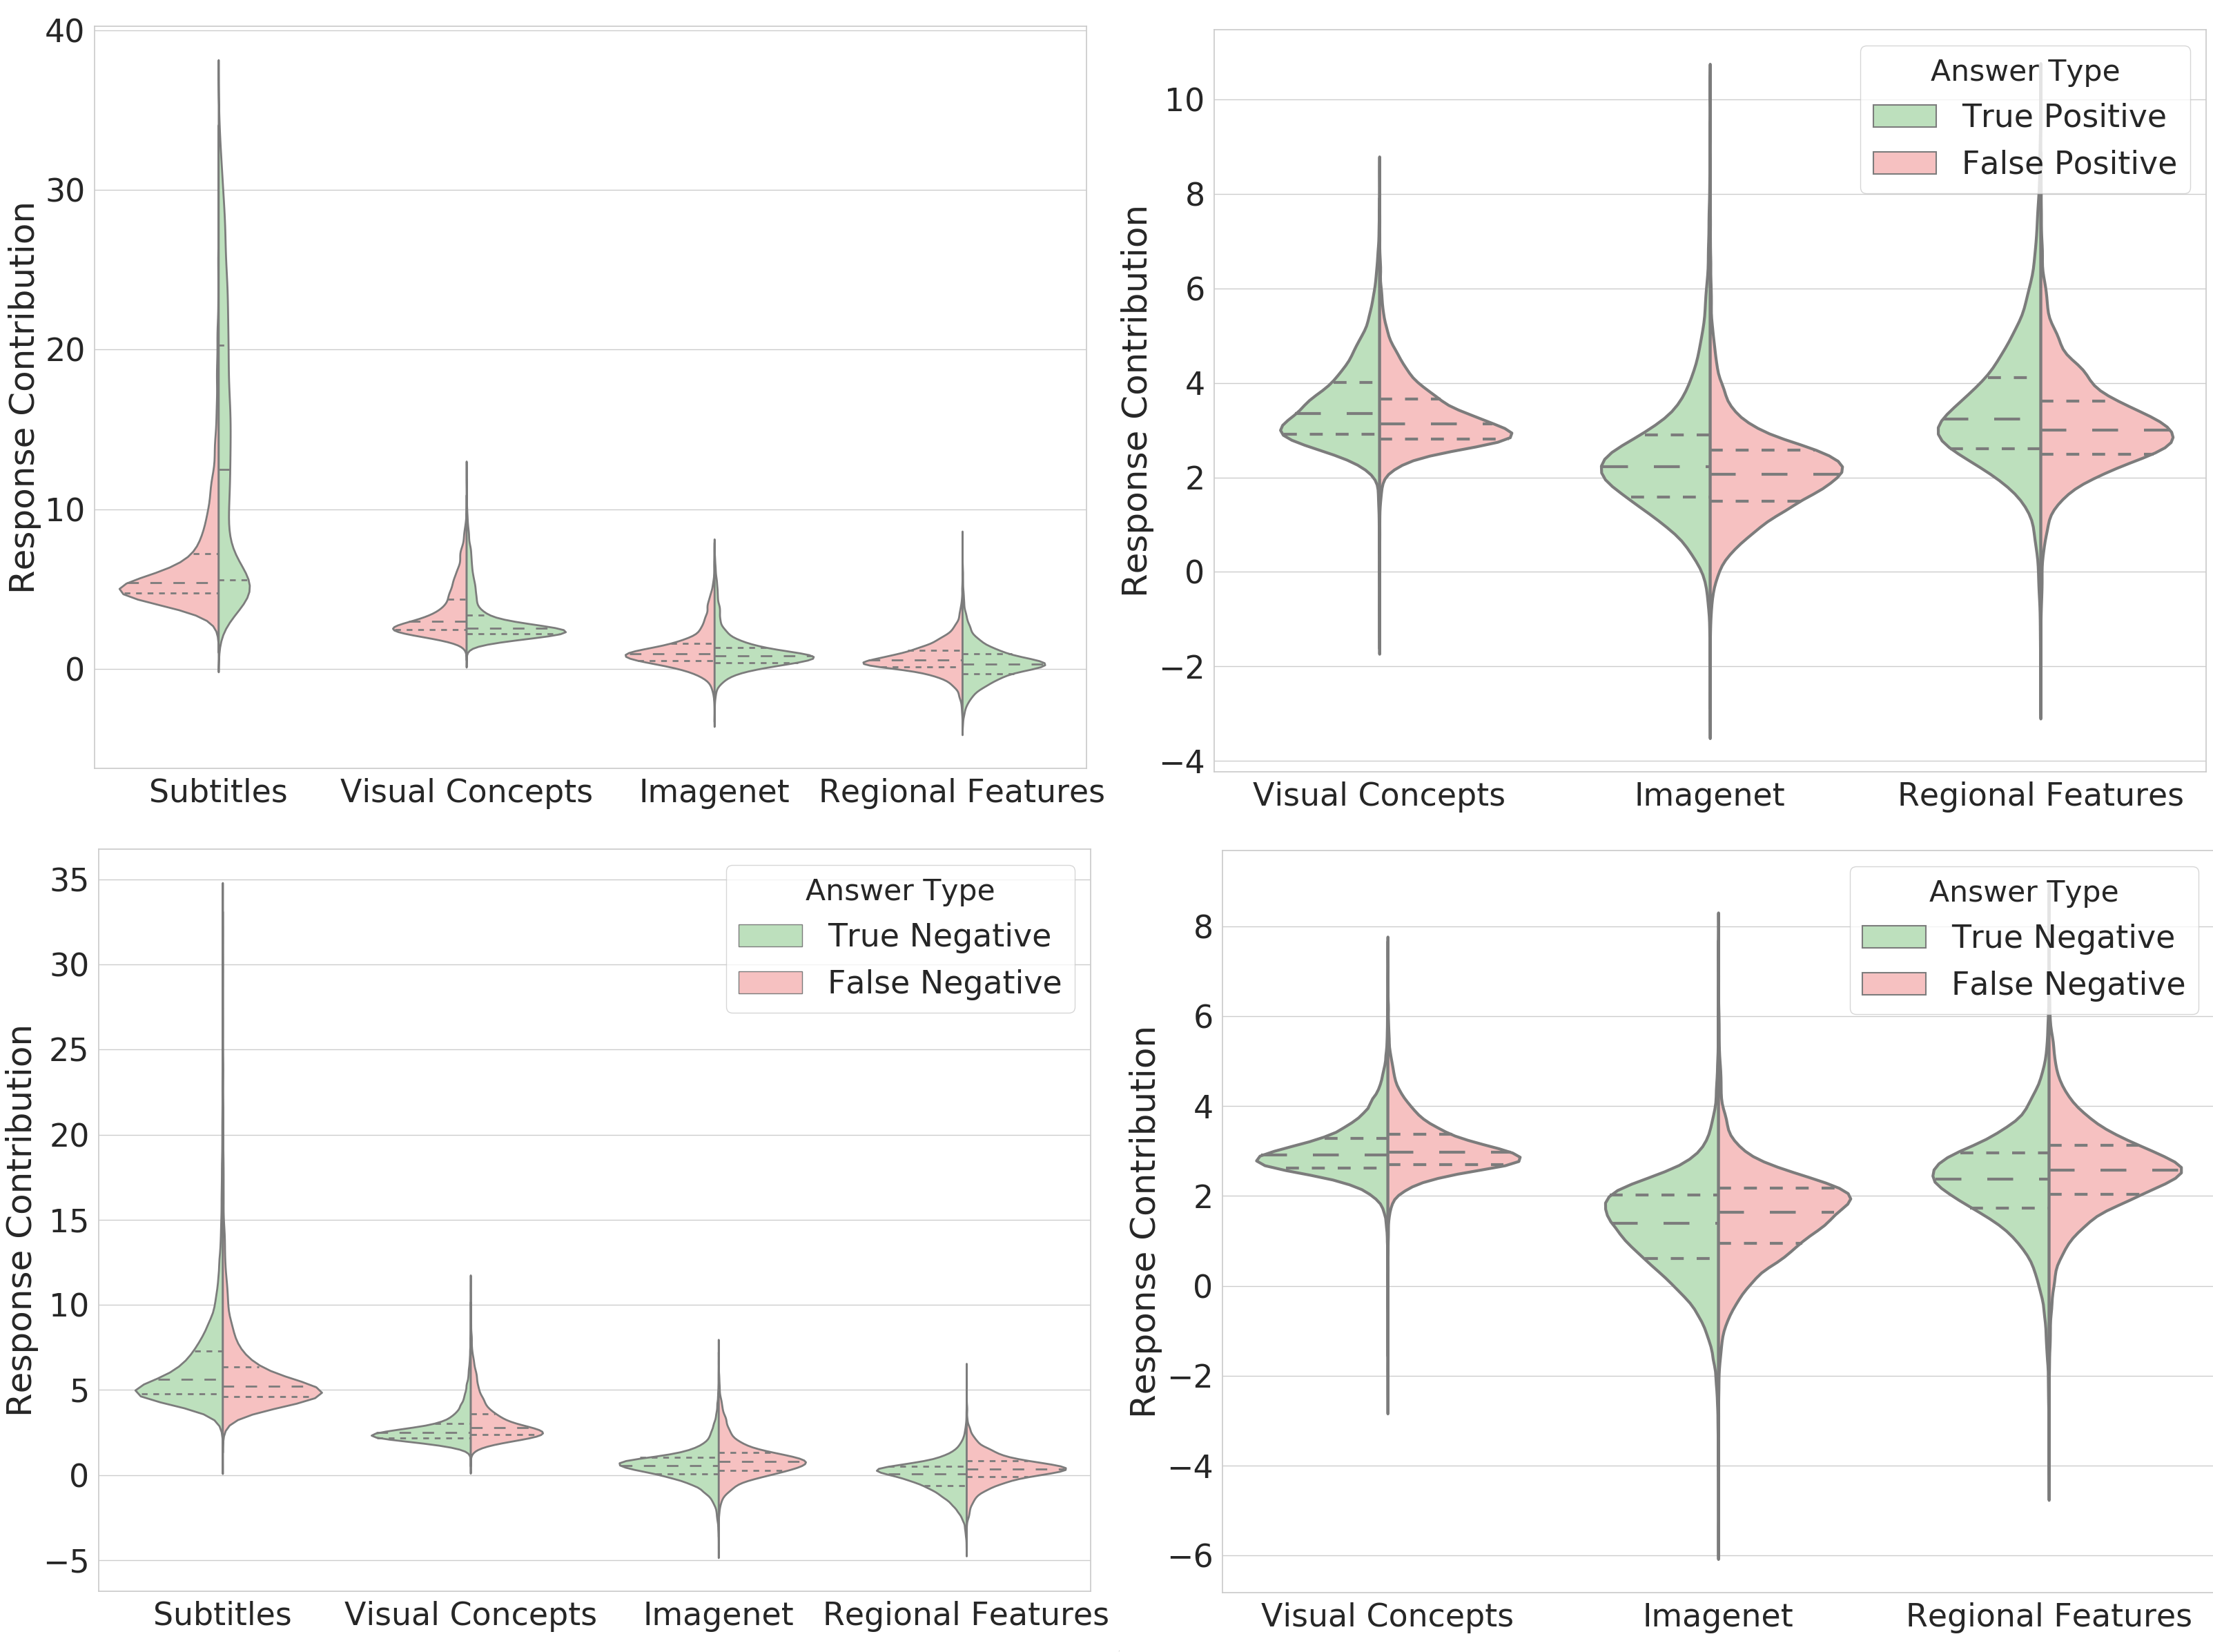 Response Contribution
40
30
20
10
0
Subtitles Visual Concepts Imagenet Regional Features
Response Contribution
10
8
6
4
2
0
−2
−4
Answer Type
True Positive
False Positive
Visual Concepts Imagenet Regional Features
Response Contribution
35
30
25
20
15
10
5
0
−5
Answer Type
True Negative
False Negative
Subtitles Visual Concepts Imagenet Regional Features
Response Contribution
8
6
4
2
0
−2
−4
−6
Answer Type
True Negative
False Negative
Visual Concepts Imagenet Regional Features